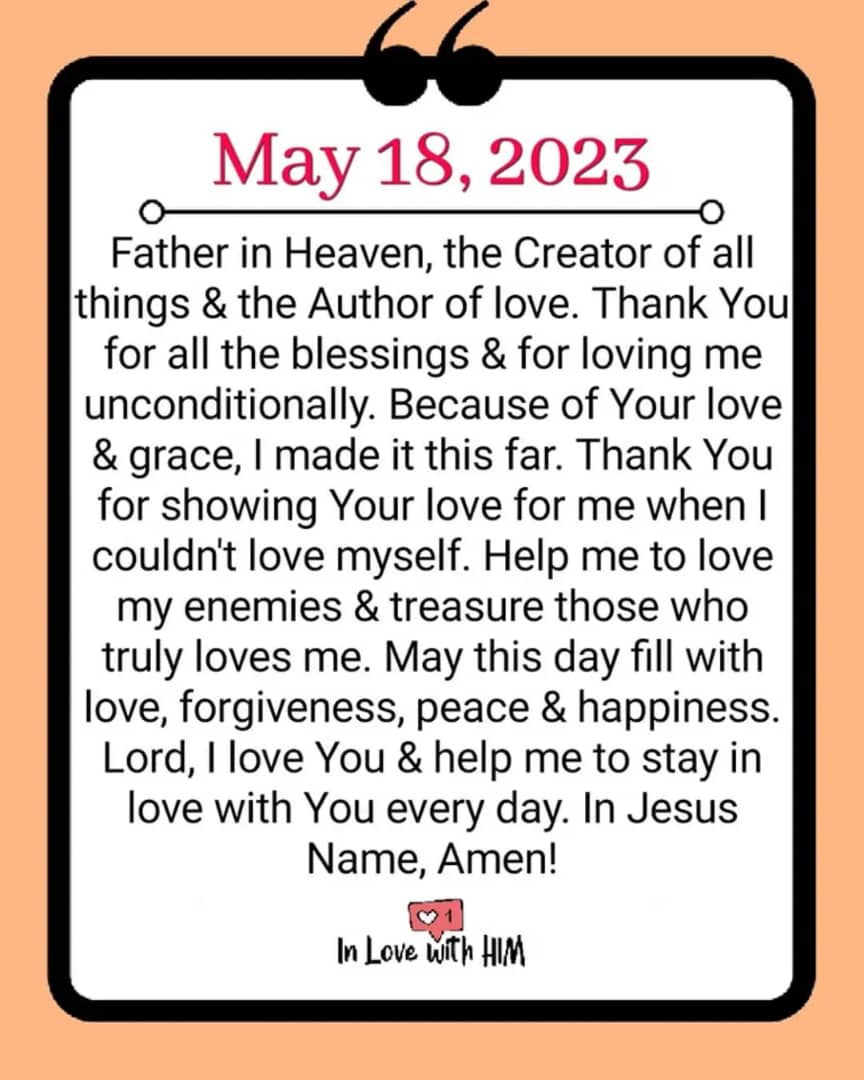 May 18, 2023
Father in Heaven, the Creator of all
things & the Author of love. Thank You
for all the blessings & for loving me
unconditionally. Because of Your love
& grace, I made it this far. Thank You
for showing Your love for me when I
couldn't love myself. Help me to love
my enemies & treasure those who
truly loves me. May this day fill with
love, forgiveness, peace & happiness.
Lord, I love You & help me to stay in
love with You every day. In Jesus
Name, Amen!
1
In Love with HIM